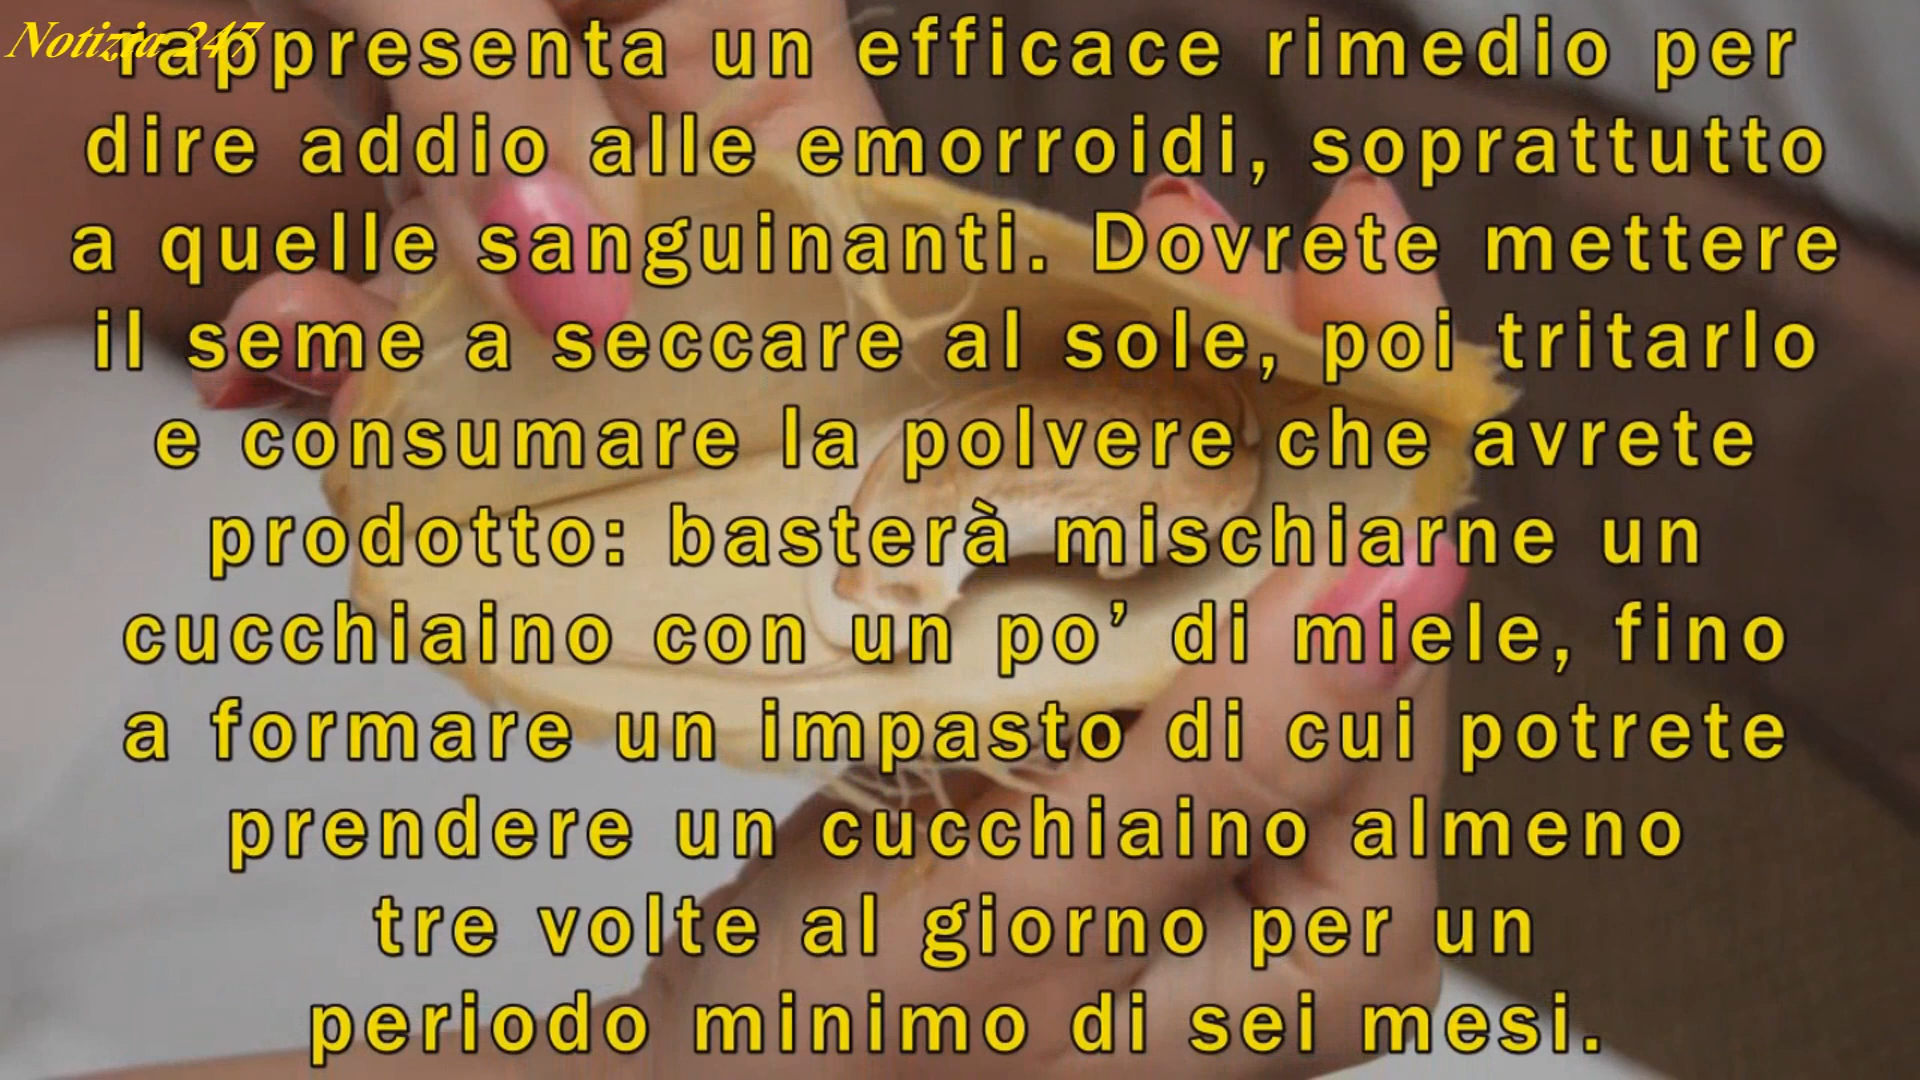 Notizia 247
rappresenta un efficace rimedio per
dire addio alle emorroidi, soprattutto
a quelle sanguinanti. Dovrete mettere
il seme a seccare al sole, poi tritarlo
e consumare la polvere che avrete
prodotto: basterà mischiarne un
cucchiaino con un po’ di miele, fino
a formare un impasto di cui potrete
prendere un cucchiaino almeno
tre volte al giorno per un
periodo minimo di sei mesi.